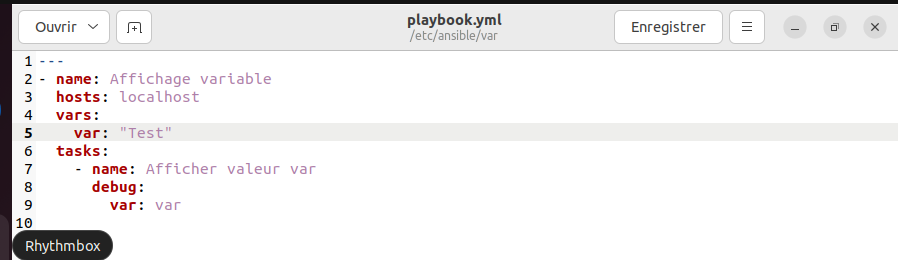 Ouvrir
playbook.yml
/etc/ansible/var
Enregistrer
1 ---
2 - name: Affichage variable
3   hosts: localhost
4   vars:
5     var: "Test"
6   tasks:
7     - name: Afficher valeur var
8       debug:
9         var: var
10
Rhythmbox